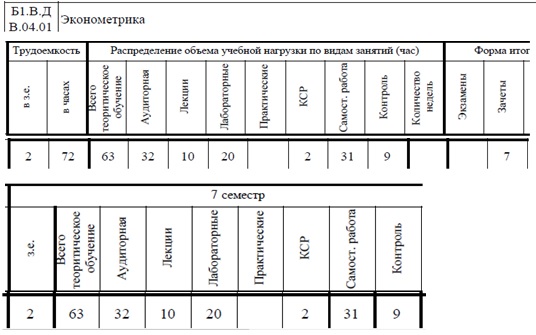 Б1.В.Д
В.04.01
Эконометрика
Трудоемкость Распределение объема учебной нагрузки по видам занятий (час) Форма итог
в з.е. в часах Всего теоритическое обучение Аудиторная Лекции Лабораторные Практические КСР Самост. работа Контроль Количество недель Экзамены Зачеты
2 72 63 32 10 20 2 31 9 7
7 семестр
з.е. Всего теоритическое обучение Аудиторная Лекции Лабораторные Практические КСР Самост. работа Контроль
2 63 32 10 20 2 31 9